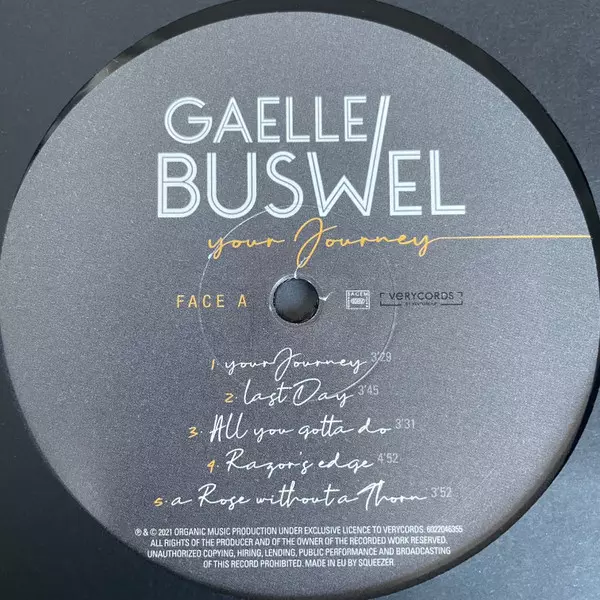 GAELLE
BUSWEL
your Journey
FACE A
SACEM
VERYCORDS
1. your Journey 3'29
2. Last Day 3'45
3. All you gotta do 3'31
4. Razor's edge 4'52
5. a Rose without a Thorn 3'52
℗ & © 2021 ORGANIC MUSIC PRODUCTION UNDER EXCLUSIVE LICENCE TO VERYCORDS. 6022046355
ALL RIGHTS OF THE PRODUCER AND OF THE OWNER OF THE RECORDED WORK RESERVED.
UNAUTHORIZED COPYING, HIRING, LENDING, PUBLIC PERFORMANCE AND BROADCASTING
OF THIS RECORD PROHIBITED. MADE IN EU BY SQUEEZER.